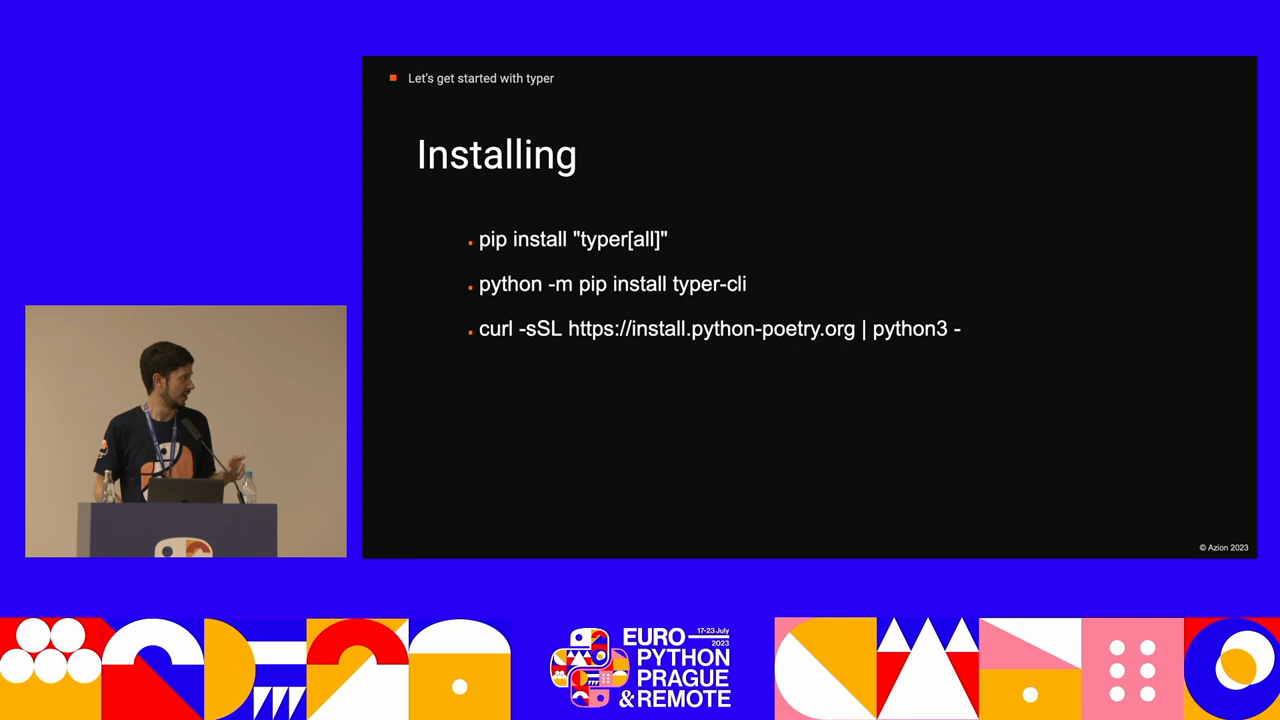 Let's get started with typer
Installing
pip install "typer[all]"
python -m pip install typer-cli
curl -sSL https://install.python-poetry.org | python3 -
© Azion 2023
EURO
17-23 July
2023
PYTHON
PRAGUE
& REMOTE